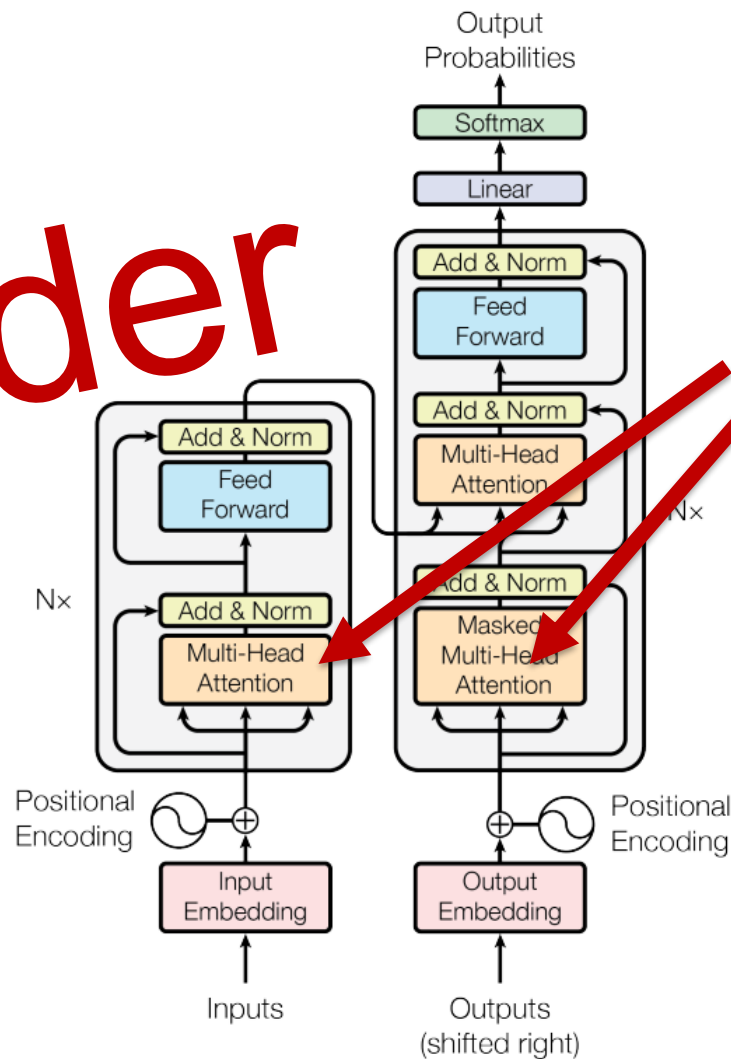 Output
Probabilities
Softmax
Linear
Add & Norm
Feed
Forward
Add & Norm
Multi-Head
Attention
Nx
Add & Norm
Masked
Multi-Head
Attention
der
Add & Norm
Feed
Forward
Nx
Add & Norm
Multi-Head
Attention
Positional
Encoding
Positional
Encoding
Input
Embedding
Output
Embedding
Inputs
Outputs
(shifted right)